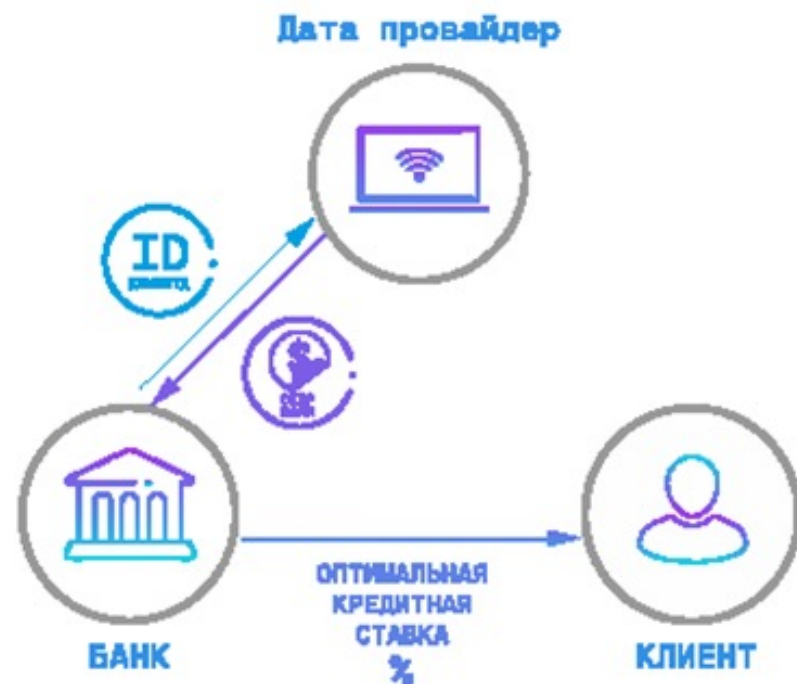 Дата провайдер
ID
БАНК
ОПТИМАЛЬНАЯ
КРЕДИТНАЯ
СТАВКА
%
КЛИЕНТ